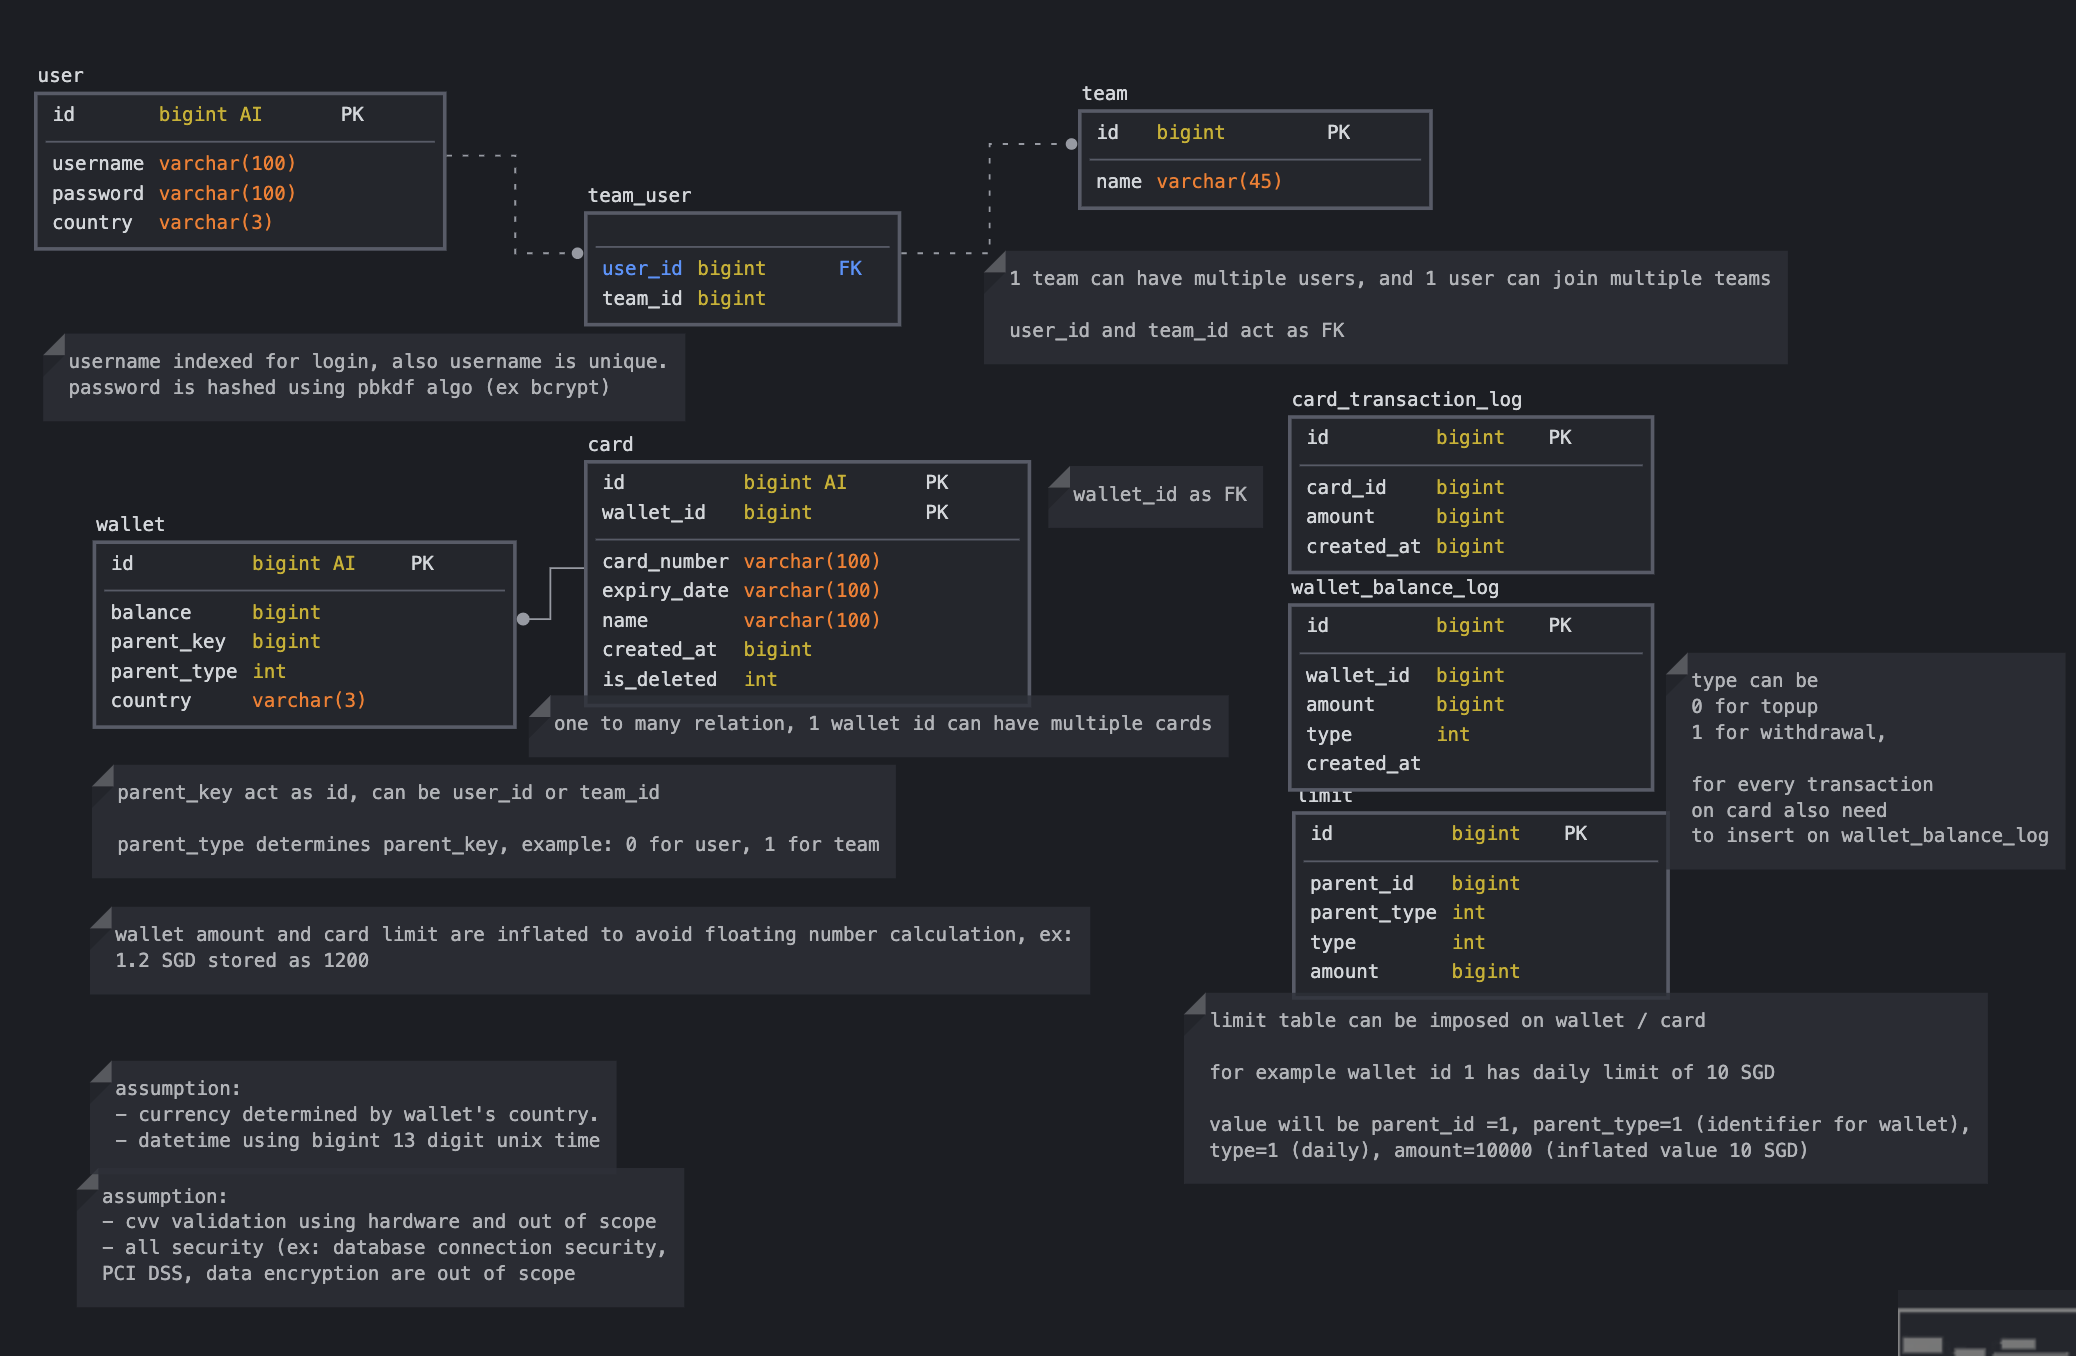 user
id bigint AI PK
username varchar(100)
password varchar(100)
country varchar(3)
team_user
user_id bigint FK
team_id bigint
team
id bigint PK
name varchar(45)
1 team can have multiple users, and 1 user can join multiple teams
user_id and team_id act as FK
username indexed for login, also username is unique.
password is hashed using pbkdf algo (ex bcrypt)
wallet
id bigint AI PK
balance bigint
parent_key bigint
parent_type int
country varchar(3)
card
id bigint AI PK
wallet_id bigint PK
card_number varchar(100)
expiry_date varchar(100)
name varchar(100)
created_at bigint
is_deleted int
wallet_id as FK
one to many relation, 1 wallet id can have multiple cards
card_transaction_log
id bigint PK
card_id bigint
amount bigint
created_at bigint
wallet_balance_log
id bigint PK
wallet_id bigint
amount bigint
type int
created_at
type can be
0 for topup
1 for withdrawal,
for every transaction
on card also need
to insert on wallet_balance_log
limit
id bigint PK
parent_id bigint
parent_type int
type int
amount bigint
parent_key act as id, can be user_id or team_id
parent_type determines parent_key, example: 0 for user, 1 for team
wallet amount and card limit are inflated to avoid floating number calculation, ex:
1.2 SGD stored as 1200
limit table can be imposed on wallet / card
for example wallet id 1 has daily limit of 10 SGD
value will be parent_id =1, parent_type=1 (identifier for wallet),
type=1 (daily), amount=10000 (inflated value 10 SGD)
assumption:
- currency determined by wallet's country.
- datetime using bigint 13 digit unix time
assumption:
- cvv validation using hardware and out of scope
- all security (ex: database connection security,
PCI DSS, data encryption are out of scope